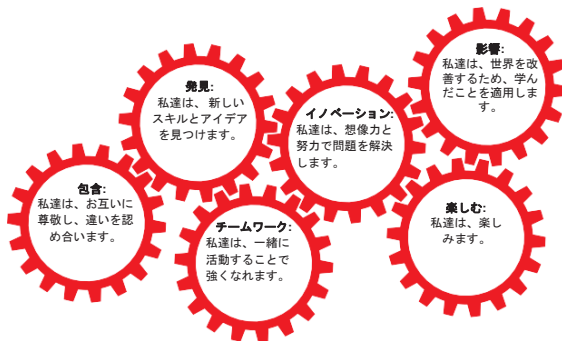 発見:
私達は、新しい
スキルとアイデア
を見つけます。
イノベーション:
私達は、想像力と
努力で問題を解決
します。
影響:
私達は、世界を改
善するため、学ん
だことを適用しま
す。
包含:
私達は、お互いに
尊敬し、違いを認
め合います。
チームワーク:
私達は、一緒に
活動することで
強くなれます。
楽しむ:
私達は、楽し
みます。